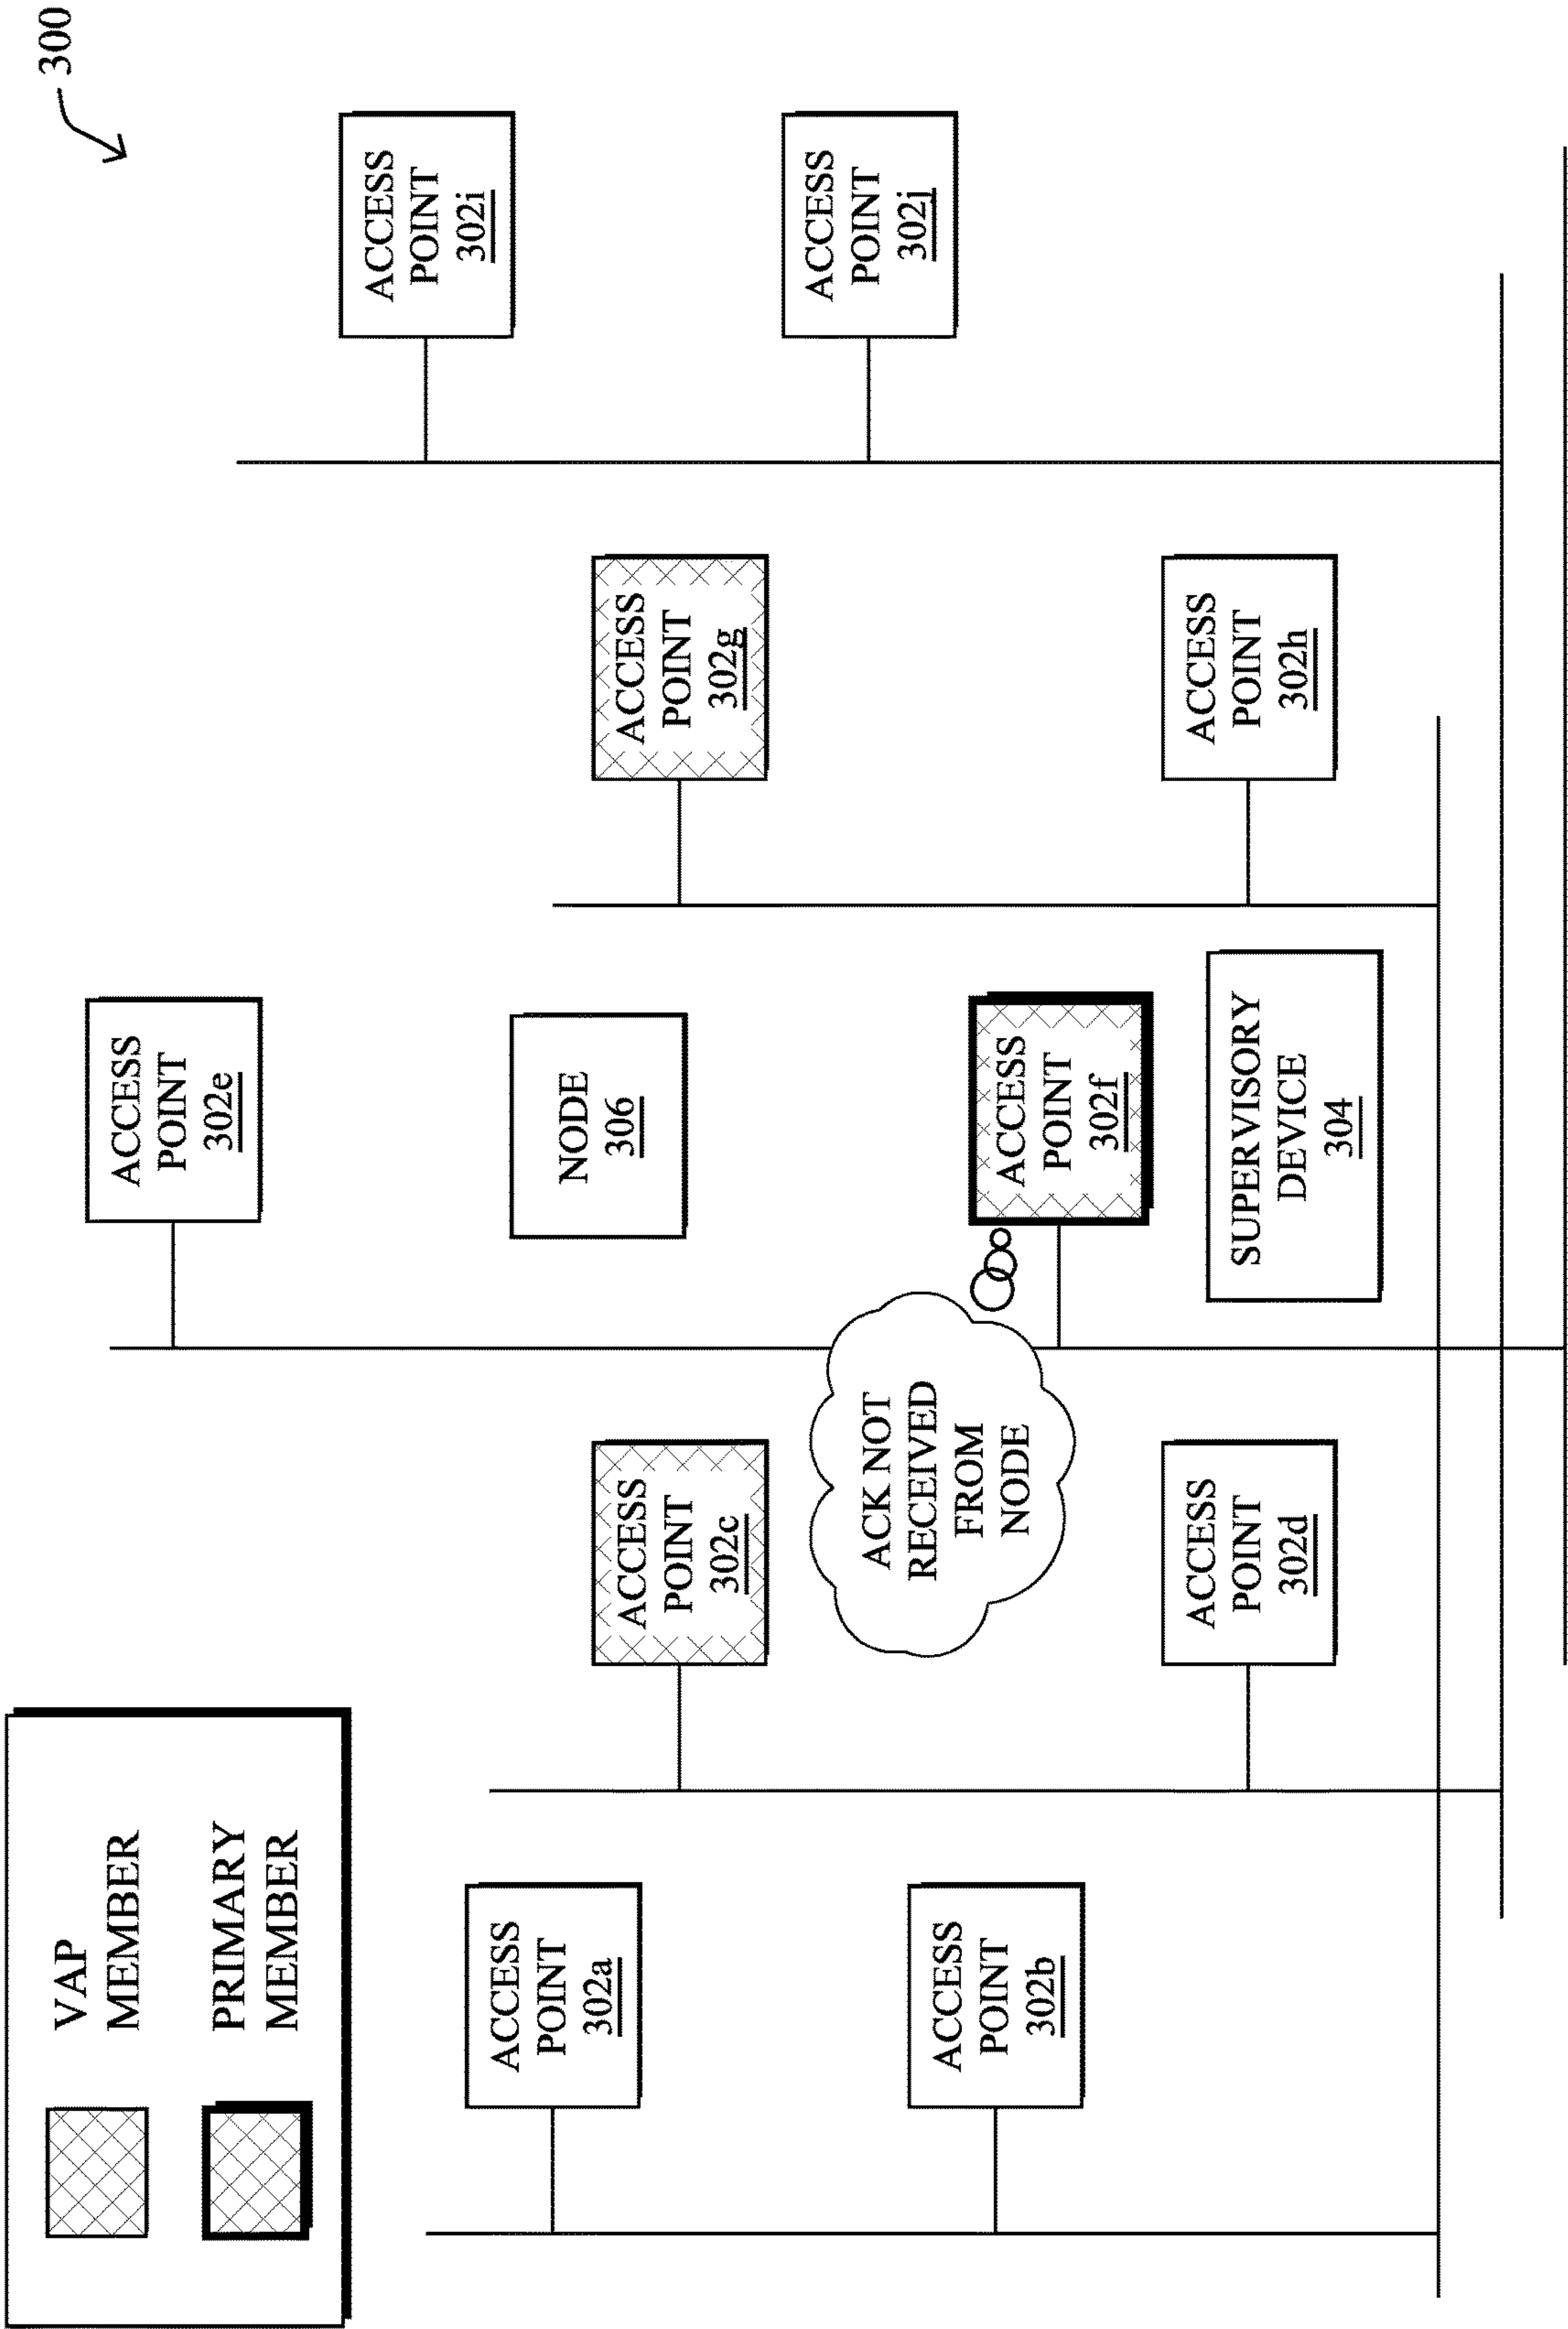 300
VAP
MEMBER
PRIMARY
MEMBER
ACCESS
POINT
302e
ACCESS
POINT
302i
ACCESS
POINT
302a
ACCESS
POINT
302c
NODE
306
ACCESS
POINT
302g
ACCESS
POINT
302j
ACCESS
POINT
302b
ACK NOT
RECEIVED
FROM
NODE
ACCESS
POINT
302f
ACCESS
POINT
302d
SUPERVISORY
DEVICE
304
ACCESS
POINT
302h